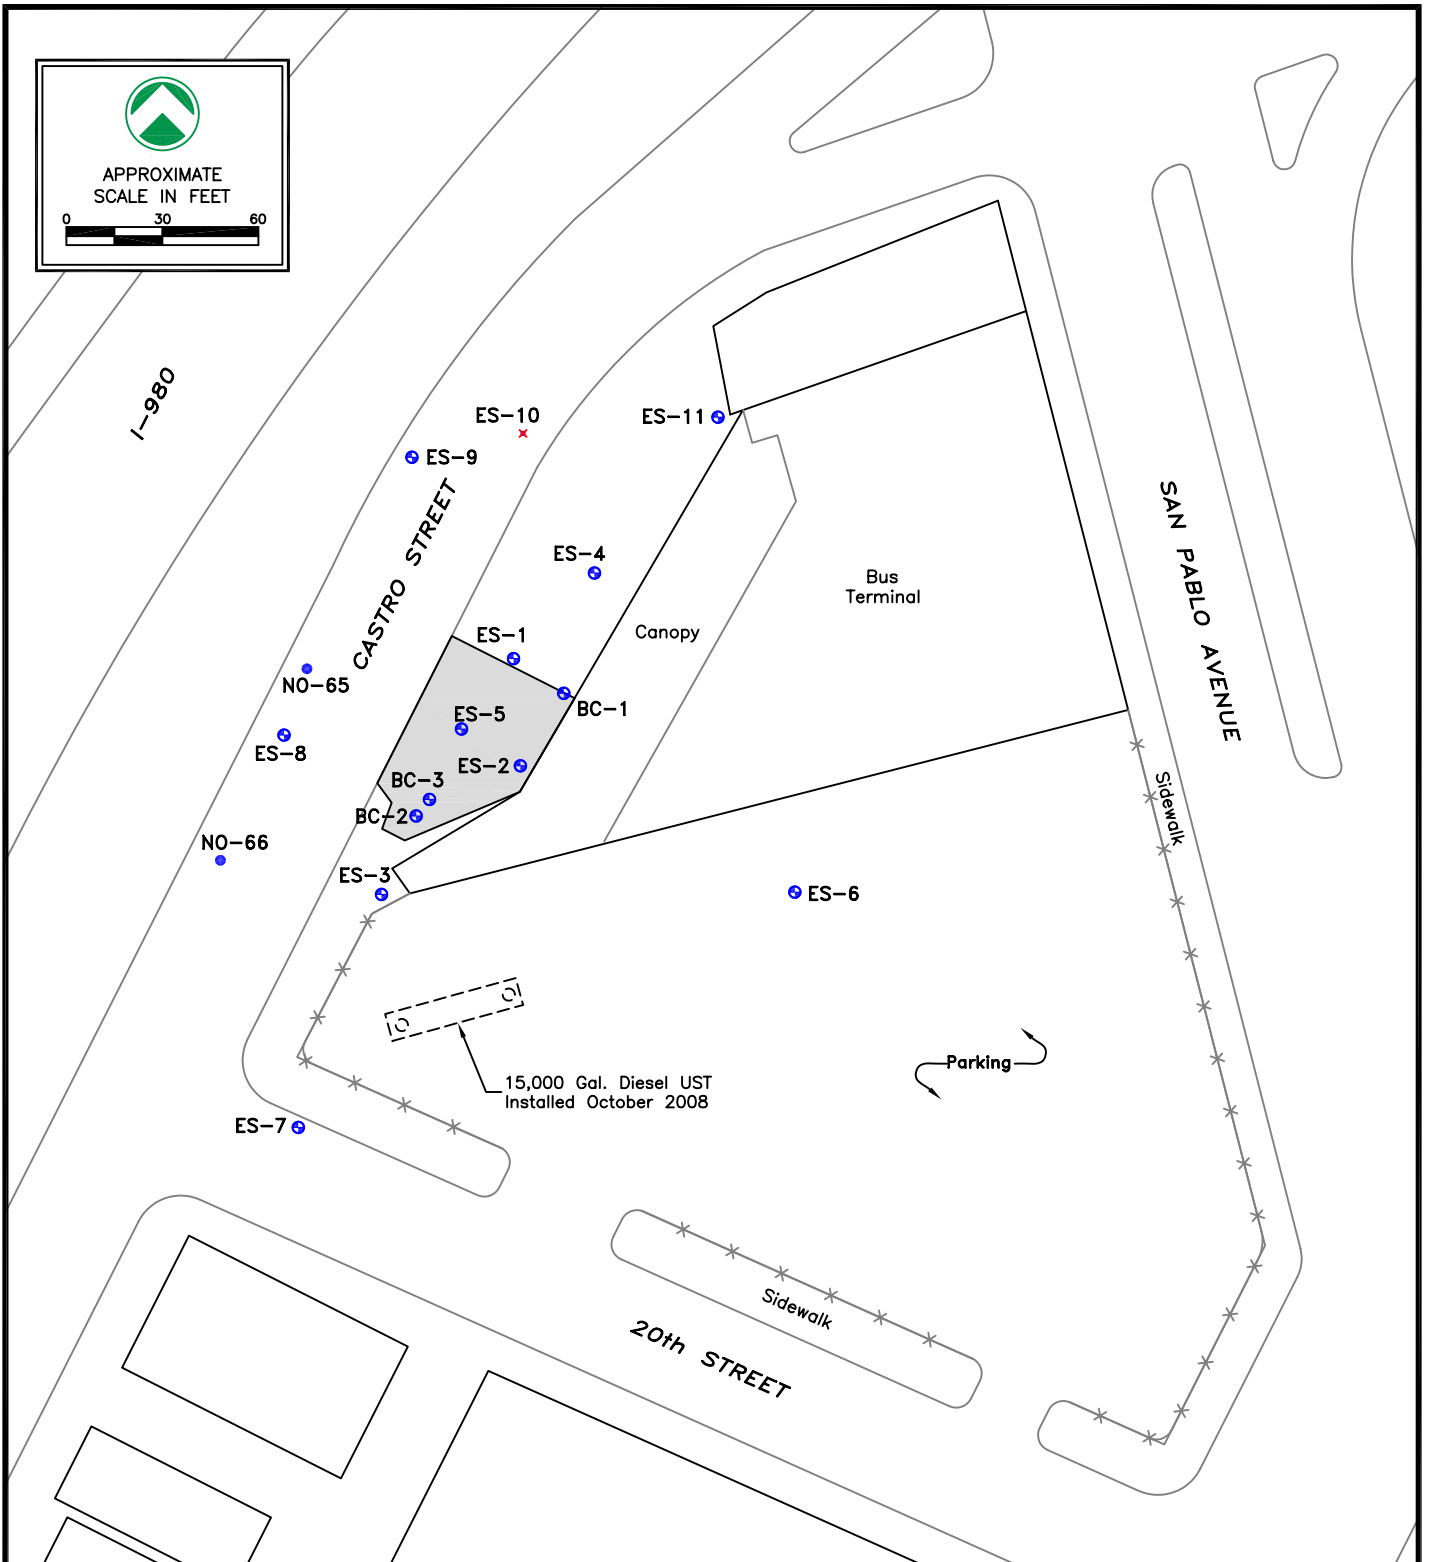 APPROXIMATE
SCALE IN FEET
0 30 60
I-980
ES-10
ES-11
ES-9
CASTRO STREET
SAN PABLO AVENUE
ES-4
Bus
Terminal
Canopy
ES-1
NO-65
BC-1
ES-5
ES-8
ES-2
BC-3
BC-2
Sidewalk
NO-66
ES-3
ES-6
Parking
15,000 Gal. Diesel UST
Installed October 2008
ES-7
Sidewalk
20th STREET